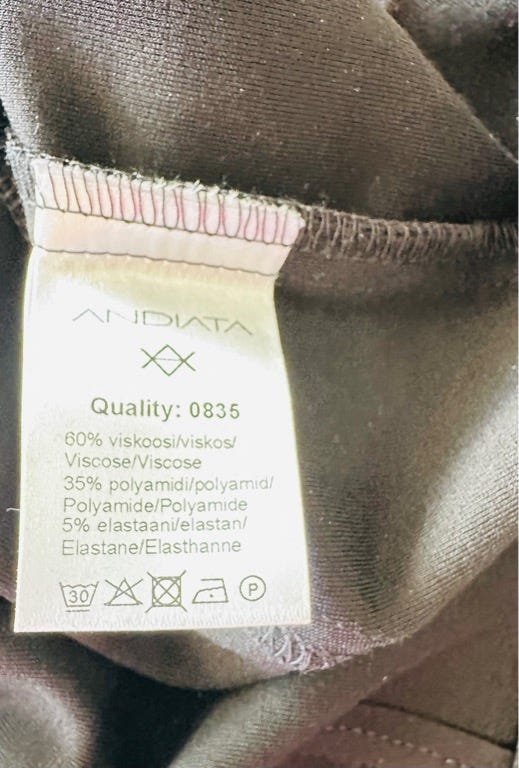 ANDIATA
Quality: 0835
60% viskoosi/viskos/
Viscose/Viscose
35% polyamidi/polyamid/
Polyamide/Polyamide
5% elastaani/elastan/
Elastane/Elasthanne
30 P